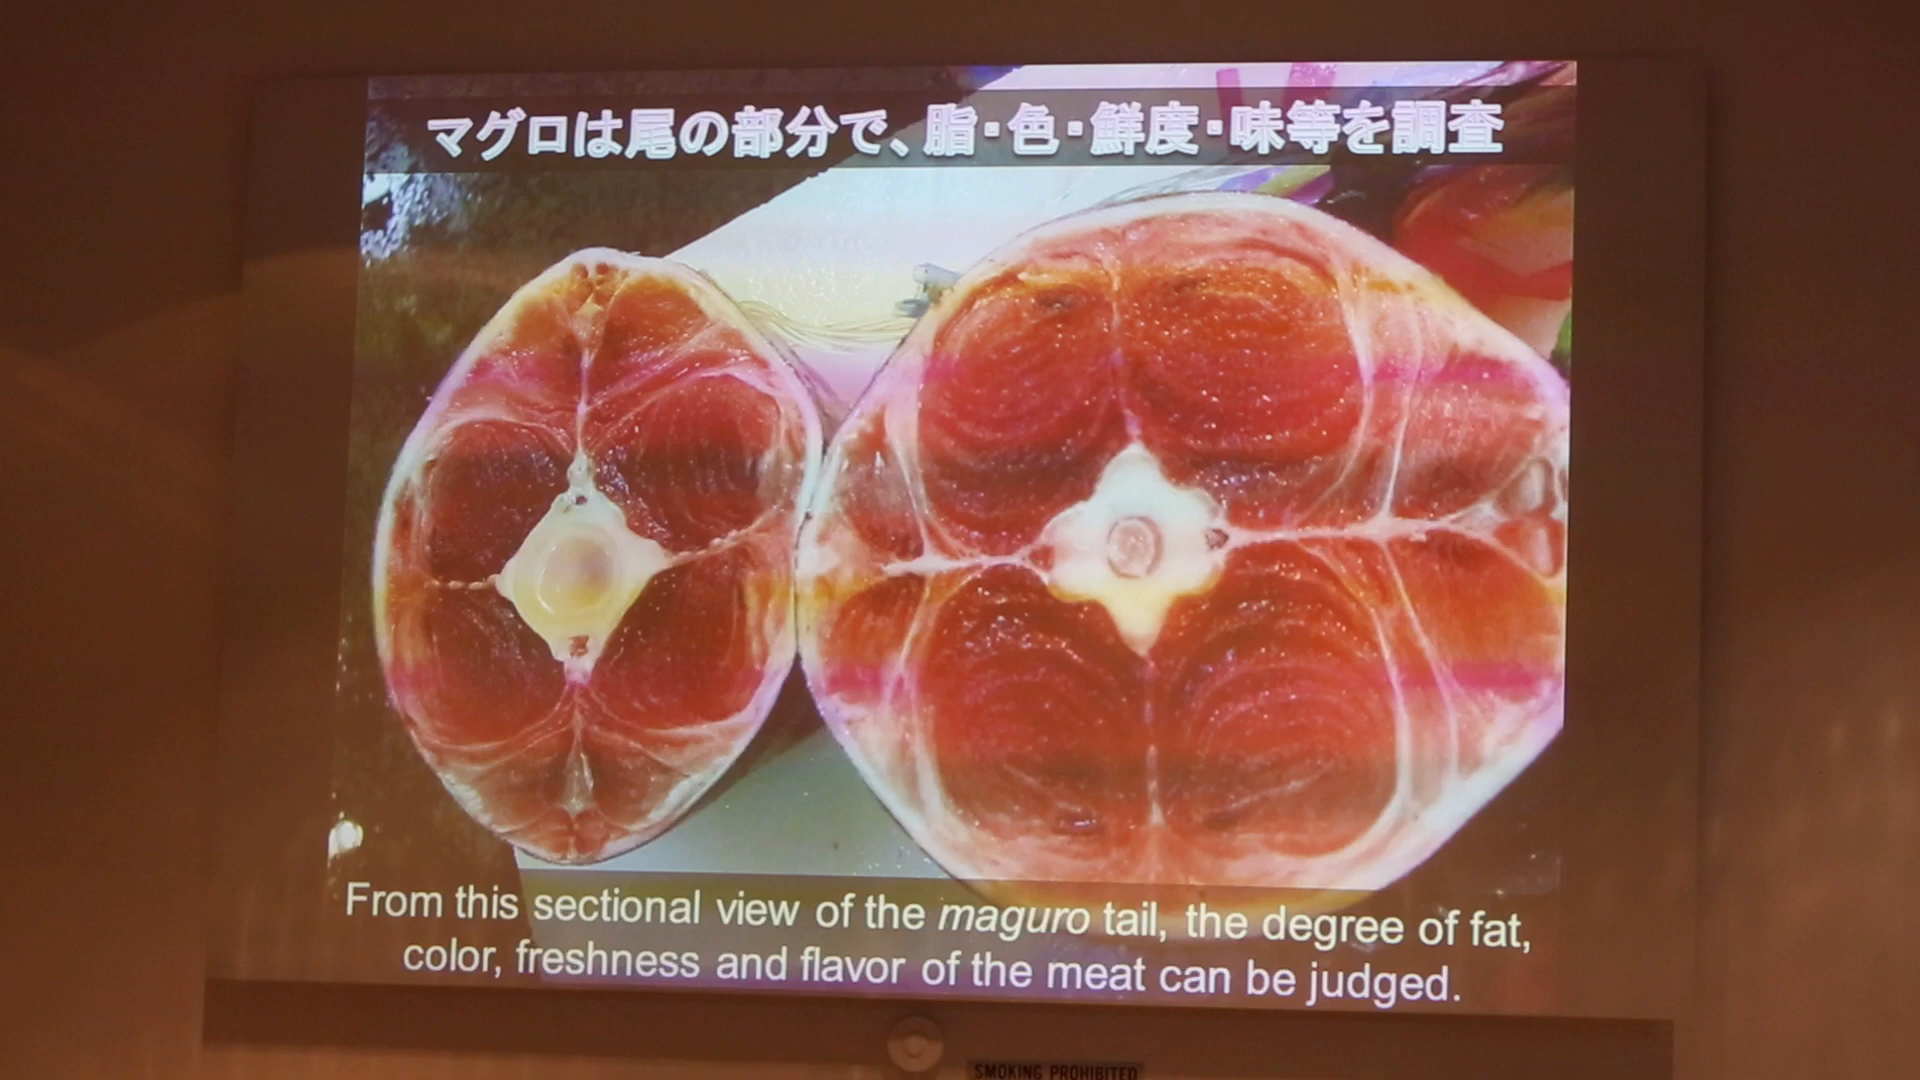 マグロは尾の部分で、脂・色・鮮度・味等を調査
From this sectional view of the maguro tail, the degree of fat,
color, freshness and flavor of the meat can be judged.
SMOKING PROHIBITED